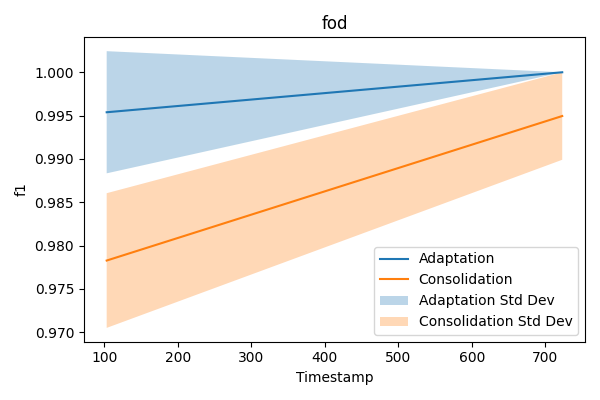 fod
f1
1.000
0.995
0.990
0.985
0.980
0.975
0.970
Adaptation
Consolidation
Adaptation Std Dev
Consolidation Std Dev
100 200 300 400 500 600 700
Timestamp